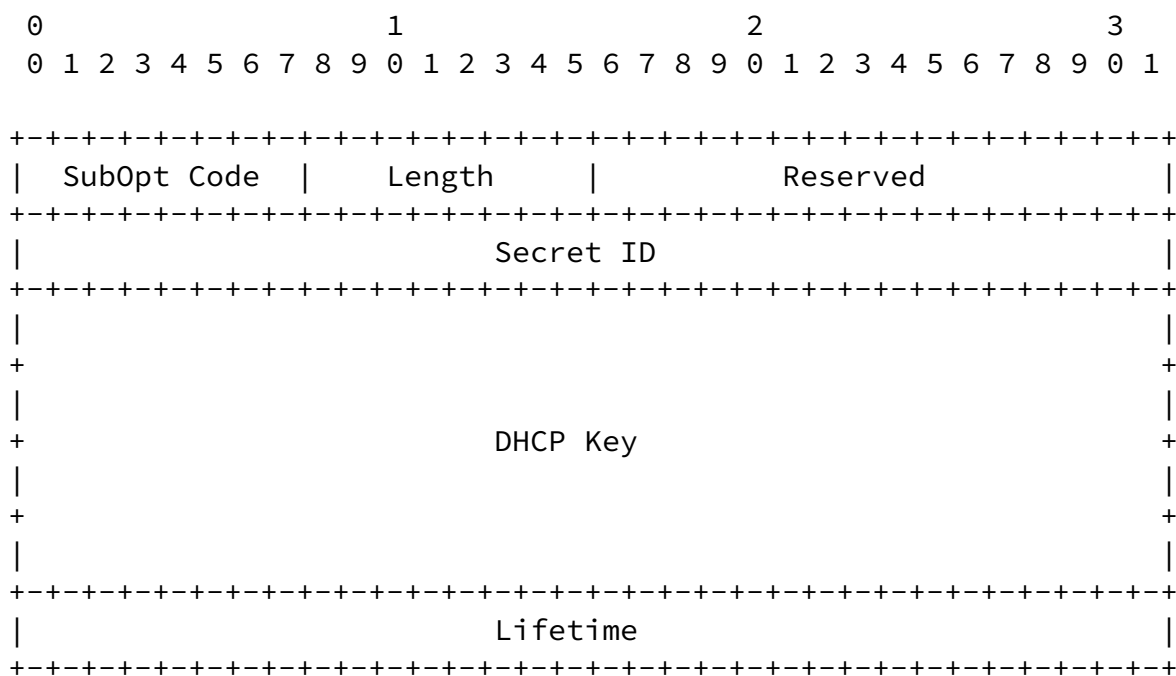 0                   1                   2                   3
 0 1 2 3 4 5 6 7 8 9 0 1 2 3 4 5 6 7 8 9 0 1 2 3 4 5 6 7 8 9 0 1

+-+-+-+-+-+-+-+-+-+-+-+-+-+-+-+-+-+-+-+-+-+-+-+-+-+-+-+-+-+-+-+-+
|  SubOpt Code  |    Length     |          Reserved             |
+-+-+-+-+-+-+-+-+-+-+-+-+-+-+-+-+-+-+-+-+-+-+-+-+-+-+-+-+-+-+-+-+
|                          Secret ID                            |
+-+-+-+-+-+-+-+-+-+-+-+-+-+-+-+-+-+-+-+-+-+-+-+-+-+-+-+-+-+-+-+-+
|                                                               |
+                                                               +
|                                                               |
+                          DHCP Key                             +
|                                                               |
+                                                               +
|                                                               |
+-+-+-+-+-+-+-+-+-+-+-+-+-+-+-+-+-+-+-+-+-+-+-+-+-+-+-+-+-+-+-+-+
|                          Lifetime                             |
+-+-+-+-+-+-+-+-+-+-+-+-+-+-+-+-+-+-+-+-+-+-+-+-+-+-+-+-+-+-+-+-+